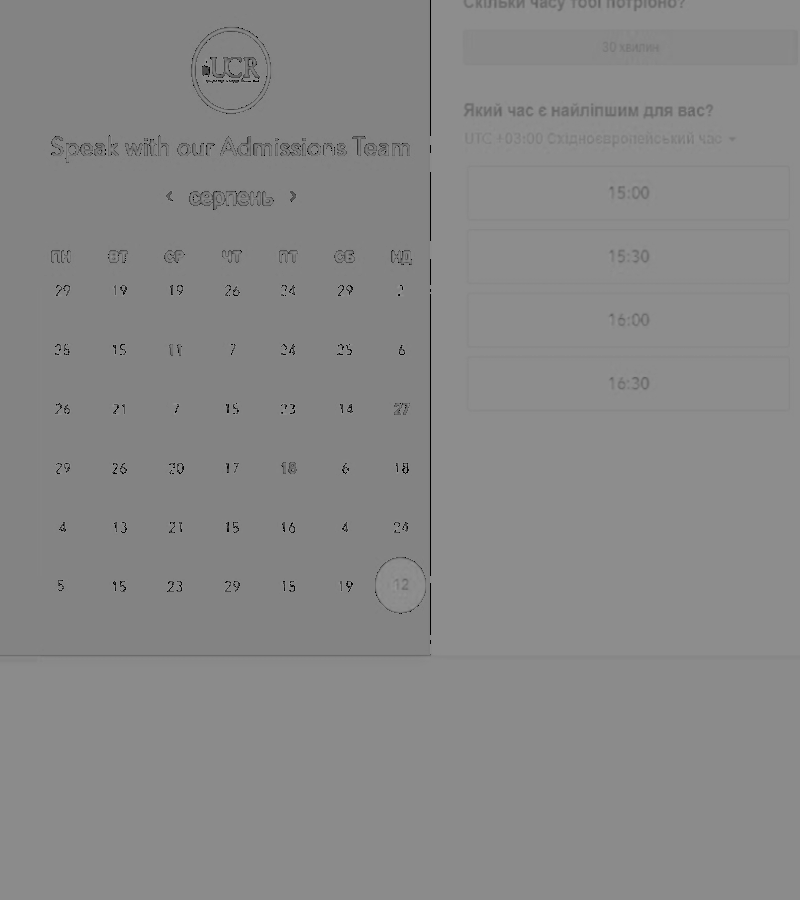 UCR
Speak with our Admissions Team
‹ серпень ›
ПН ВТ СР ЧТ ПТ СБ НД
29 19 19 26 24 29 2
25 15 11 7 24 25 6
26 21 7 15 23 14 27
29 26 30 17 18 6 18
4 13 21 15 16 4 24
5 15 23 29 15 19 12
Скільки часу тобі потрібно?
30 хвилин
Який час є найліпшим для вас?
UTC +03:00 Східноєвропейський час
15:00
15:30
16:00
16:30